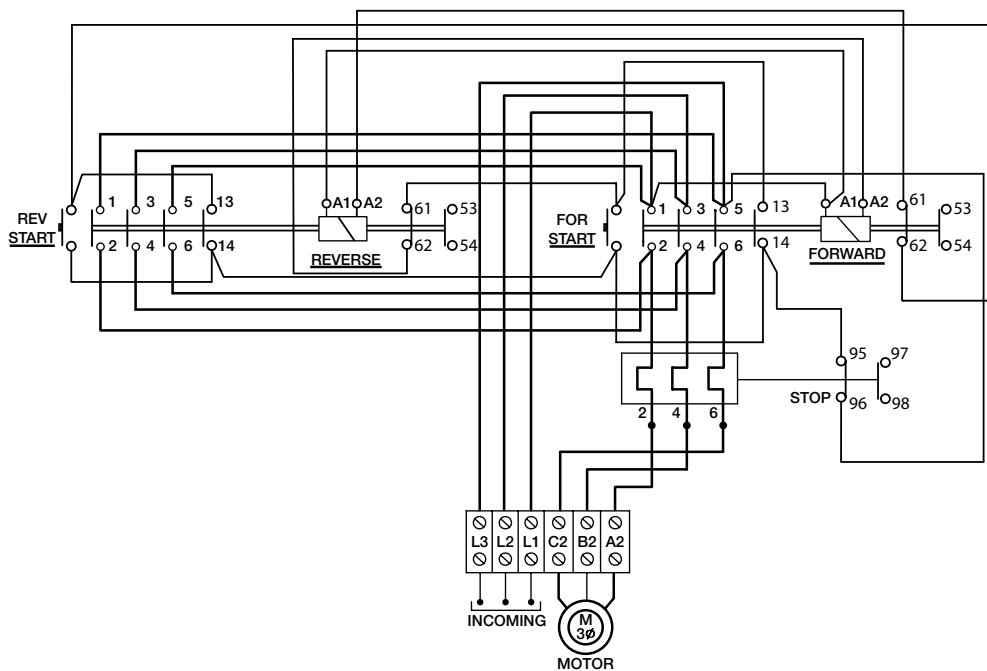 REV
START
1
3
5
13
2
4
6
14
A1
A2
REVERSE
61
53
62
54
FOR
START
1
3
5
13
2
4
6
14
A1
A2
FORWARD
61
53
62
54
95
97
STOP
96
98
2
4
6
L3
L2
L1
C2
B2
A2
INCOMING
M
3ø
MOTOR